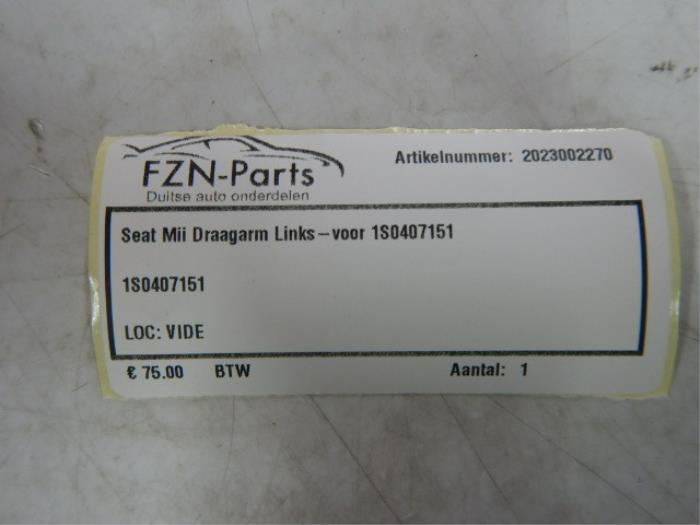 FZN-Parts
Duitse auto onderdelen
Artikelnummer: 2023002270
Seat Mii Draagarm Links-voor 1S0407151
1S0407151
LOC: VIDE
€ 75.00 BTW Aantal: 1